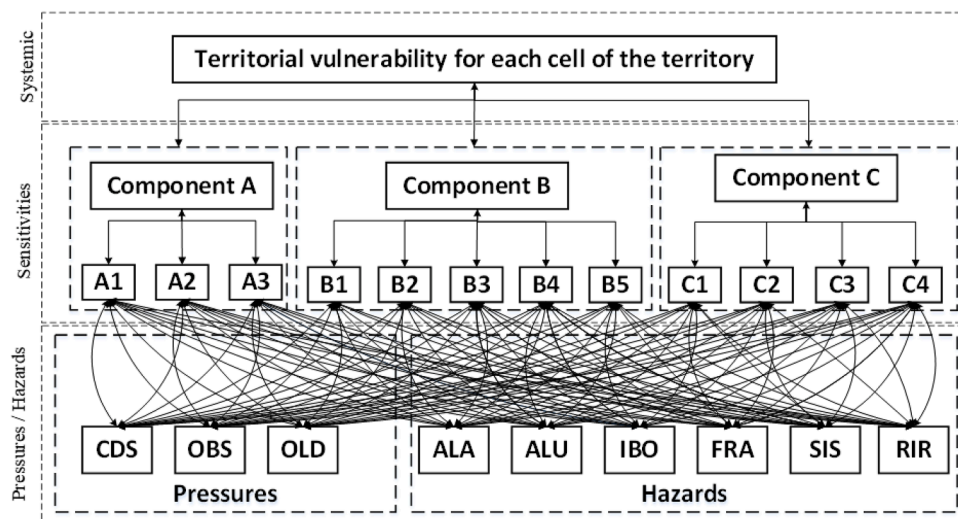 Systemic
Territorial vulnerability for each cell of the territory
Sensitivities
Component A
Component B
Component C
A1 A2 A3 B1 B2 B3 B4 B5 C1 C2 C3 C4
Pressures / Hazards
CDS OBS OLD ALA ALU IBO FRA SIS RIR
Pressures Hazards